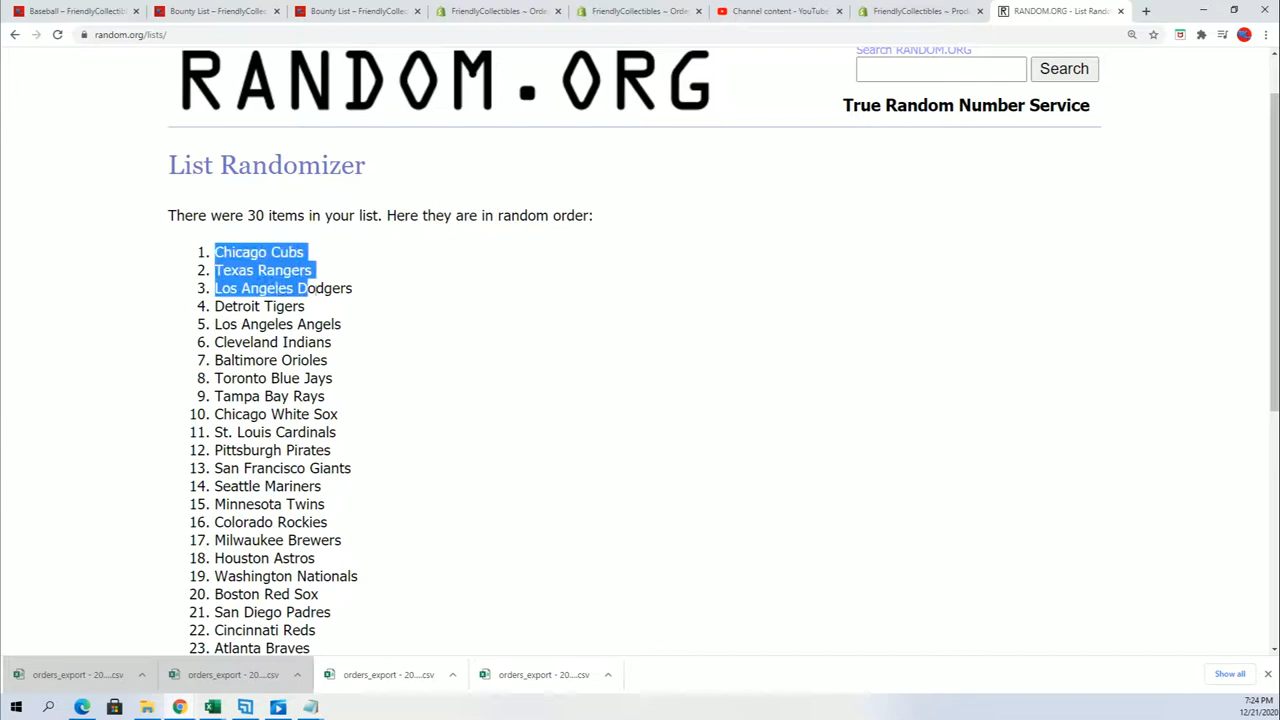 Baseball – FriendlyCollectibl
Bounty List – FriendlyCollec
Bounty List – FriendlyCollec
FriendlyCollectibles ~ Orde
FriendlyCollectibles ~ Orde
Channel content - YouTube
FriendlyCollectibles ~ Prod
RANDOM.ORG - List Rando
random.org/lists/
RANDOM.ORG
Search RANDOM.ORG
Search
True Random Number Service
List Randomizer
There were 30 items in your list. Here they are in random order:
1. Chicago Cubs
2. Texas Rangers
3. Los Angeles Dodgers
4. Detroit Tigers
5. Los Angeles Angels
6. Cleveland Indians
7. Baltimore Orioles
8. Toronto Blue Jays
9. Tampa Bay Rays
10. Chicago White Sox
11. St. Louis Cardinals
12. Pittsburgh Pirates
13. San Francisco Giants
14. Seattle Mariners
15. Minnesota Twins
16. Colorado Rockies
17. Milwaukee Brewers
18. Houston Astros
19. Washington Nationals
20. Boston Red Sox
21. San Diego Padres
22. Cincinnati Reds
23. Atlanta Braves
orders_export - 20....csv
orders_export - 20....csv
orders_export - 20....csv
orders_export - 20....csv
Show all
7:24 PM
12/21/2020